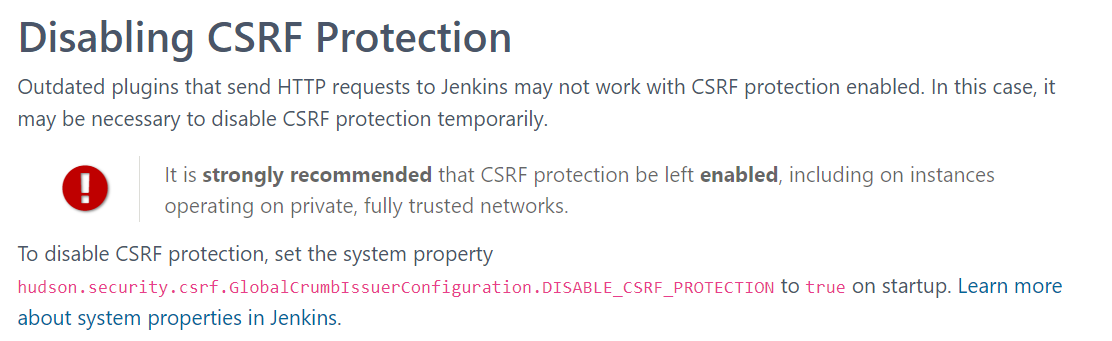 Disabling CSRF Protection
Outdated plugins that send HTTP requests to Jenkins may not work with CSRF protection enabled. In this case, it
may be necessary to disable CSRF protection temporarily.
It is strongly recommended that CSRF protection be left enabled, including on instances
operating on private, fully trusted networks.
To disable CSRF protection, set the system property
hudson.security.csrf.GlobalCrumbIssuerConfiguration.DISABLE_CSRF_PROTECTION to true on startup. Learn more
about system properties in Jenkins.